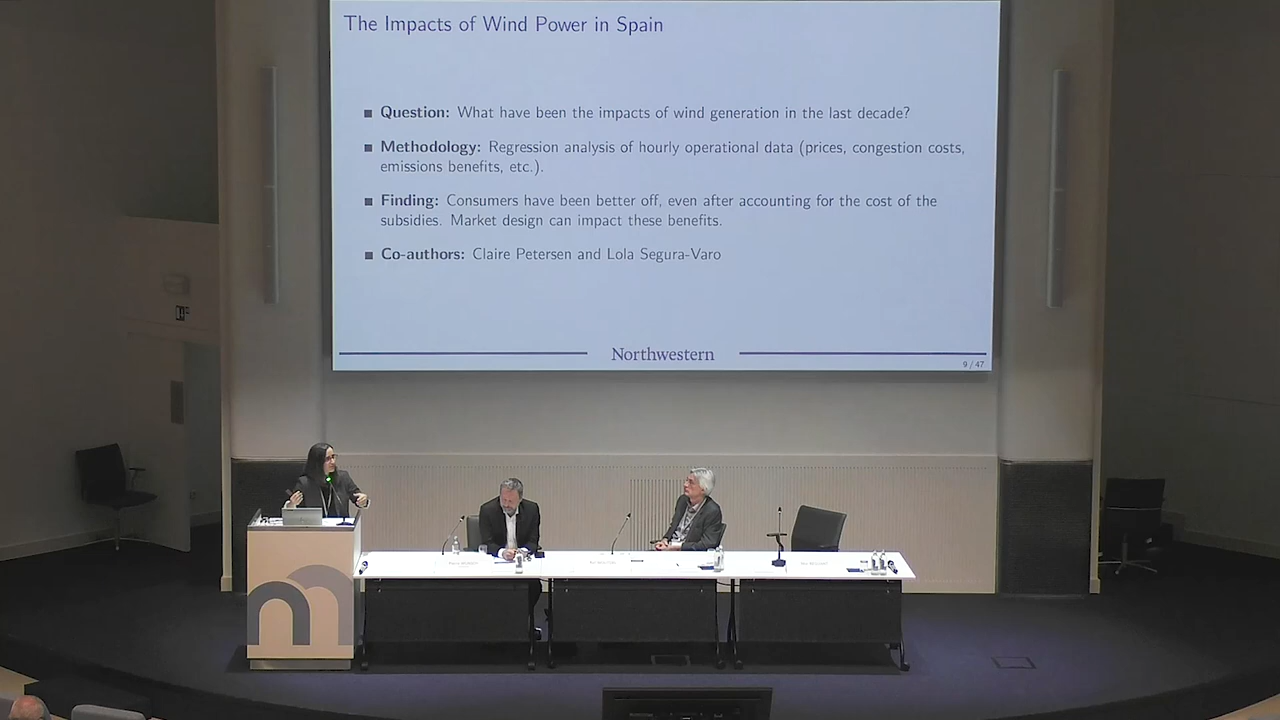 The Impacts of Wind Power in Spain
Question: What have been the impacts of wind generation in the last decade?
Methodology: Regression analysis of hourly operational data (prices, congestion costs,
emissions benefits, etc.).
Finding: Consumers have been better off, even after accounting for the cost of the
subsidies. Market design can impact these benefits.
Co-authors: Claire Petersen and Lola Segura-Varo
Northwestern
9 / 47